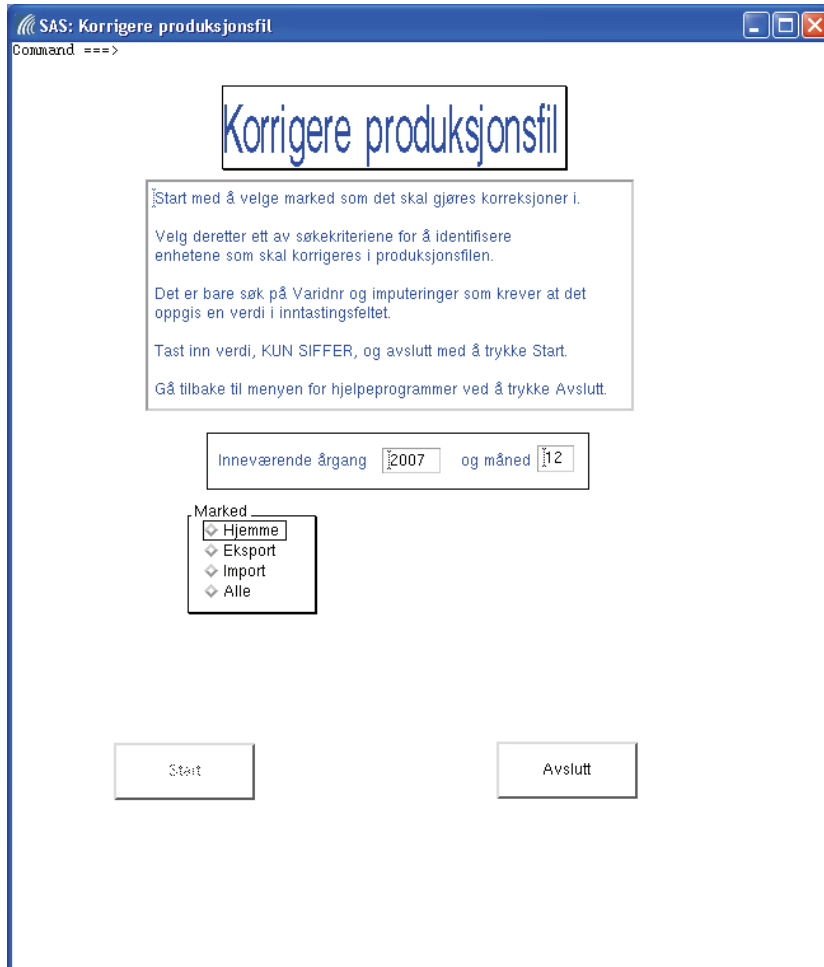 SAS: Korrigere produksjonsfil
Command ===>
Korrigere produksjonsfil
Start med å velge marked som det skal gjøres korreksjoner i.
Velg deretter ett av søkekriteriene for å identifisere
enhetene som skal korrigeres i produksjonsfilen.
Det er bare søk på Varidnr og imputeringer som krever at det
oppgis en verdi i inntastingsfeltet.
Tast inn verdi, KUN SIFFER, og avslutt med å trykke Start.
Gå tilbake til menyen for hjelpeprogrammer ved å trykke Avslutt.
Inneværende årgang 2007 og måned 12
Marked
Hjemme
Eksport
Import
Alle
Start Avslutt